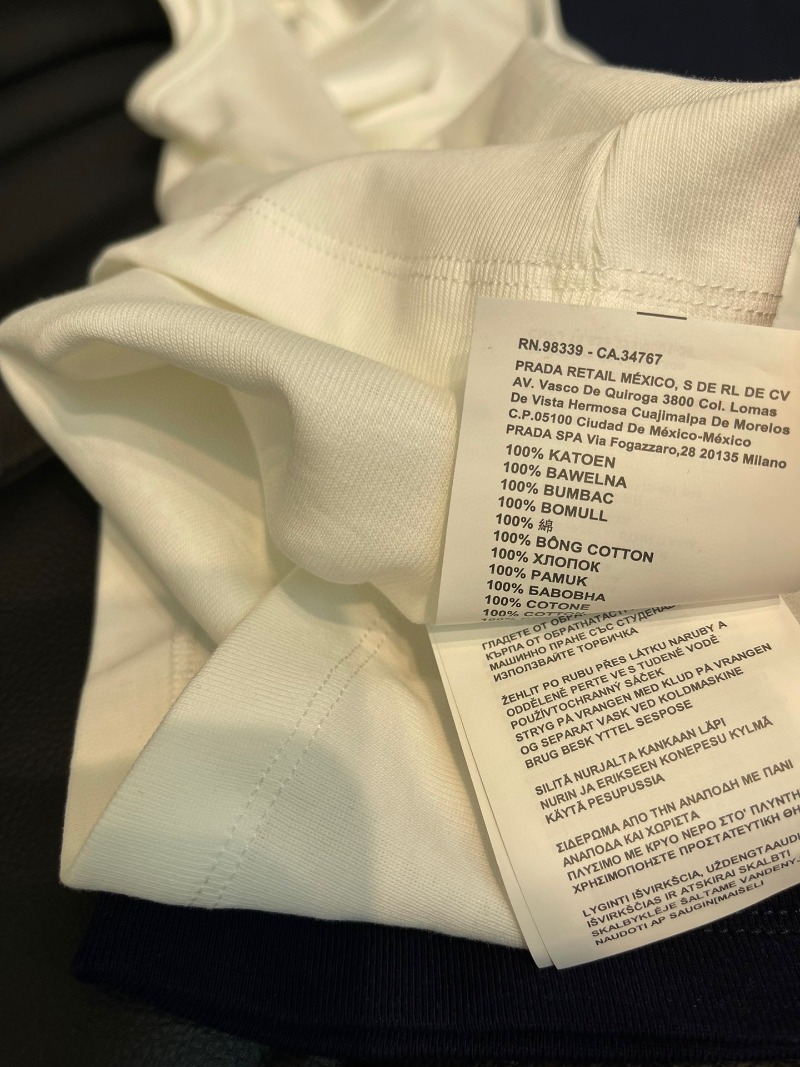 RN.98339 - CA.34767
PRADA RETAIL MÉXICO, S DE RL DE CV
AV. Vasco De Quiroga 3800 Col. Lomas
De Vista Hermosa Cuajimalpa De Morelos
C.P.05100 Ciudad De México-México
PRADA SPA Via Fogazzaro,28 20135 Milano
100% KATOEN
100% BAWELNA
100% BUMBAC
100% BOMULL
100% 綿
100% BÔNG COTTON
100% ХЛОПОК
100% PAMUK
100% БАВОВНА
100% COTONE
ГЛАДЕТЕ ОТ
КЪРПА ОТ ОБРАТНАТА
МАШИННО ПРАНЕ СЪС СТУДЕНА
ИЗПОЛЗВАЙТЕ ТОРБИЧКА
ŽEHLIT PO RUBU PŘES LÁTKU NARUBY A
ODDĚLENĚ PERTE VE S TUDENÉ VODĚ
POUŽIVTOCHRANNÝ SÁČEK
STRYG PÅ VRANGEN MED KLUD PÅ VRANGEN
OG SEPARAT VASK VED KOLDMASKINE
BRUG BESK YTTEL SESPOSE
SILITÄ NURJALTA KANKAAN LÄPI
NURIN JA ERIKSEEN KONEPESU KYLMÄ
KÄYTÄ PESUPUSSIA
ΣΙΔΕΡΩΜΑ ΑΠΟ ΤΗΝ ΑΝΑΠΟΔΗ ΜΕ ΠΑΝΙ
ΑΝΑΠΟΔΑ ΚΑΙ ΧΩΡΙΣΤΑ
ΠΛΥΣΙΜΟ ΜΕ ΚΡΥΟ ΝΕΡΟ ΣΤΟ' ΠΛΥΝΤΗ
ΧΡΗΣΙΜΟΠΟΙΗΣΤΕ ΠΡΟΣΤΑΤΕΥΤΙΚΗ ΘΗ
LYGINTI IŠVIRKŠCIA, UŽDENGTAAUDI
IŠVIRKŠČIAS IR ATSKIRAI SKALBTI
SKALBYKLĖJE ŠALTAME VANDENYJ
NAUDOTI AP SAUGINĮMAIŠELI